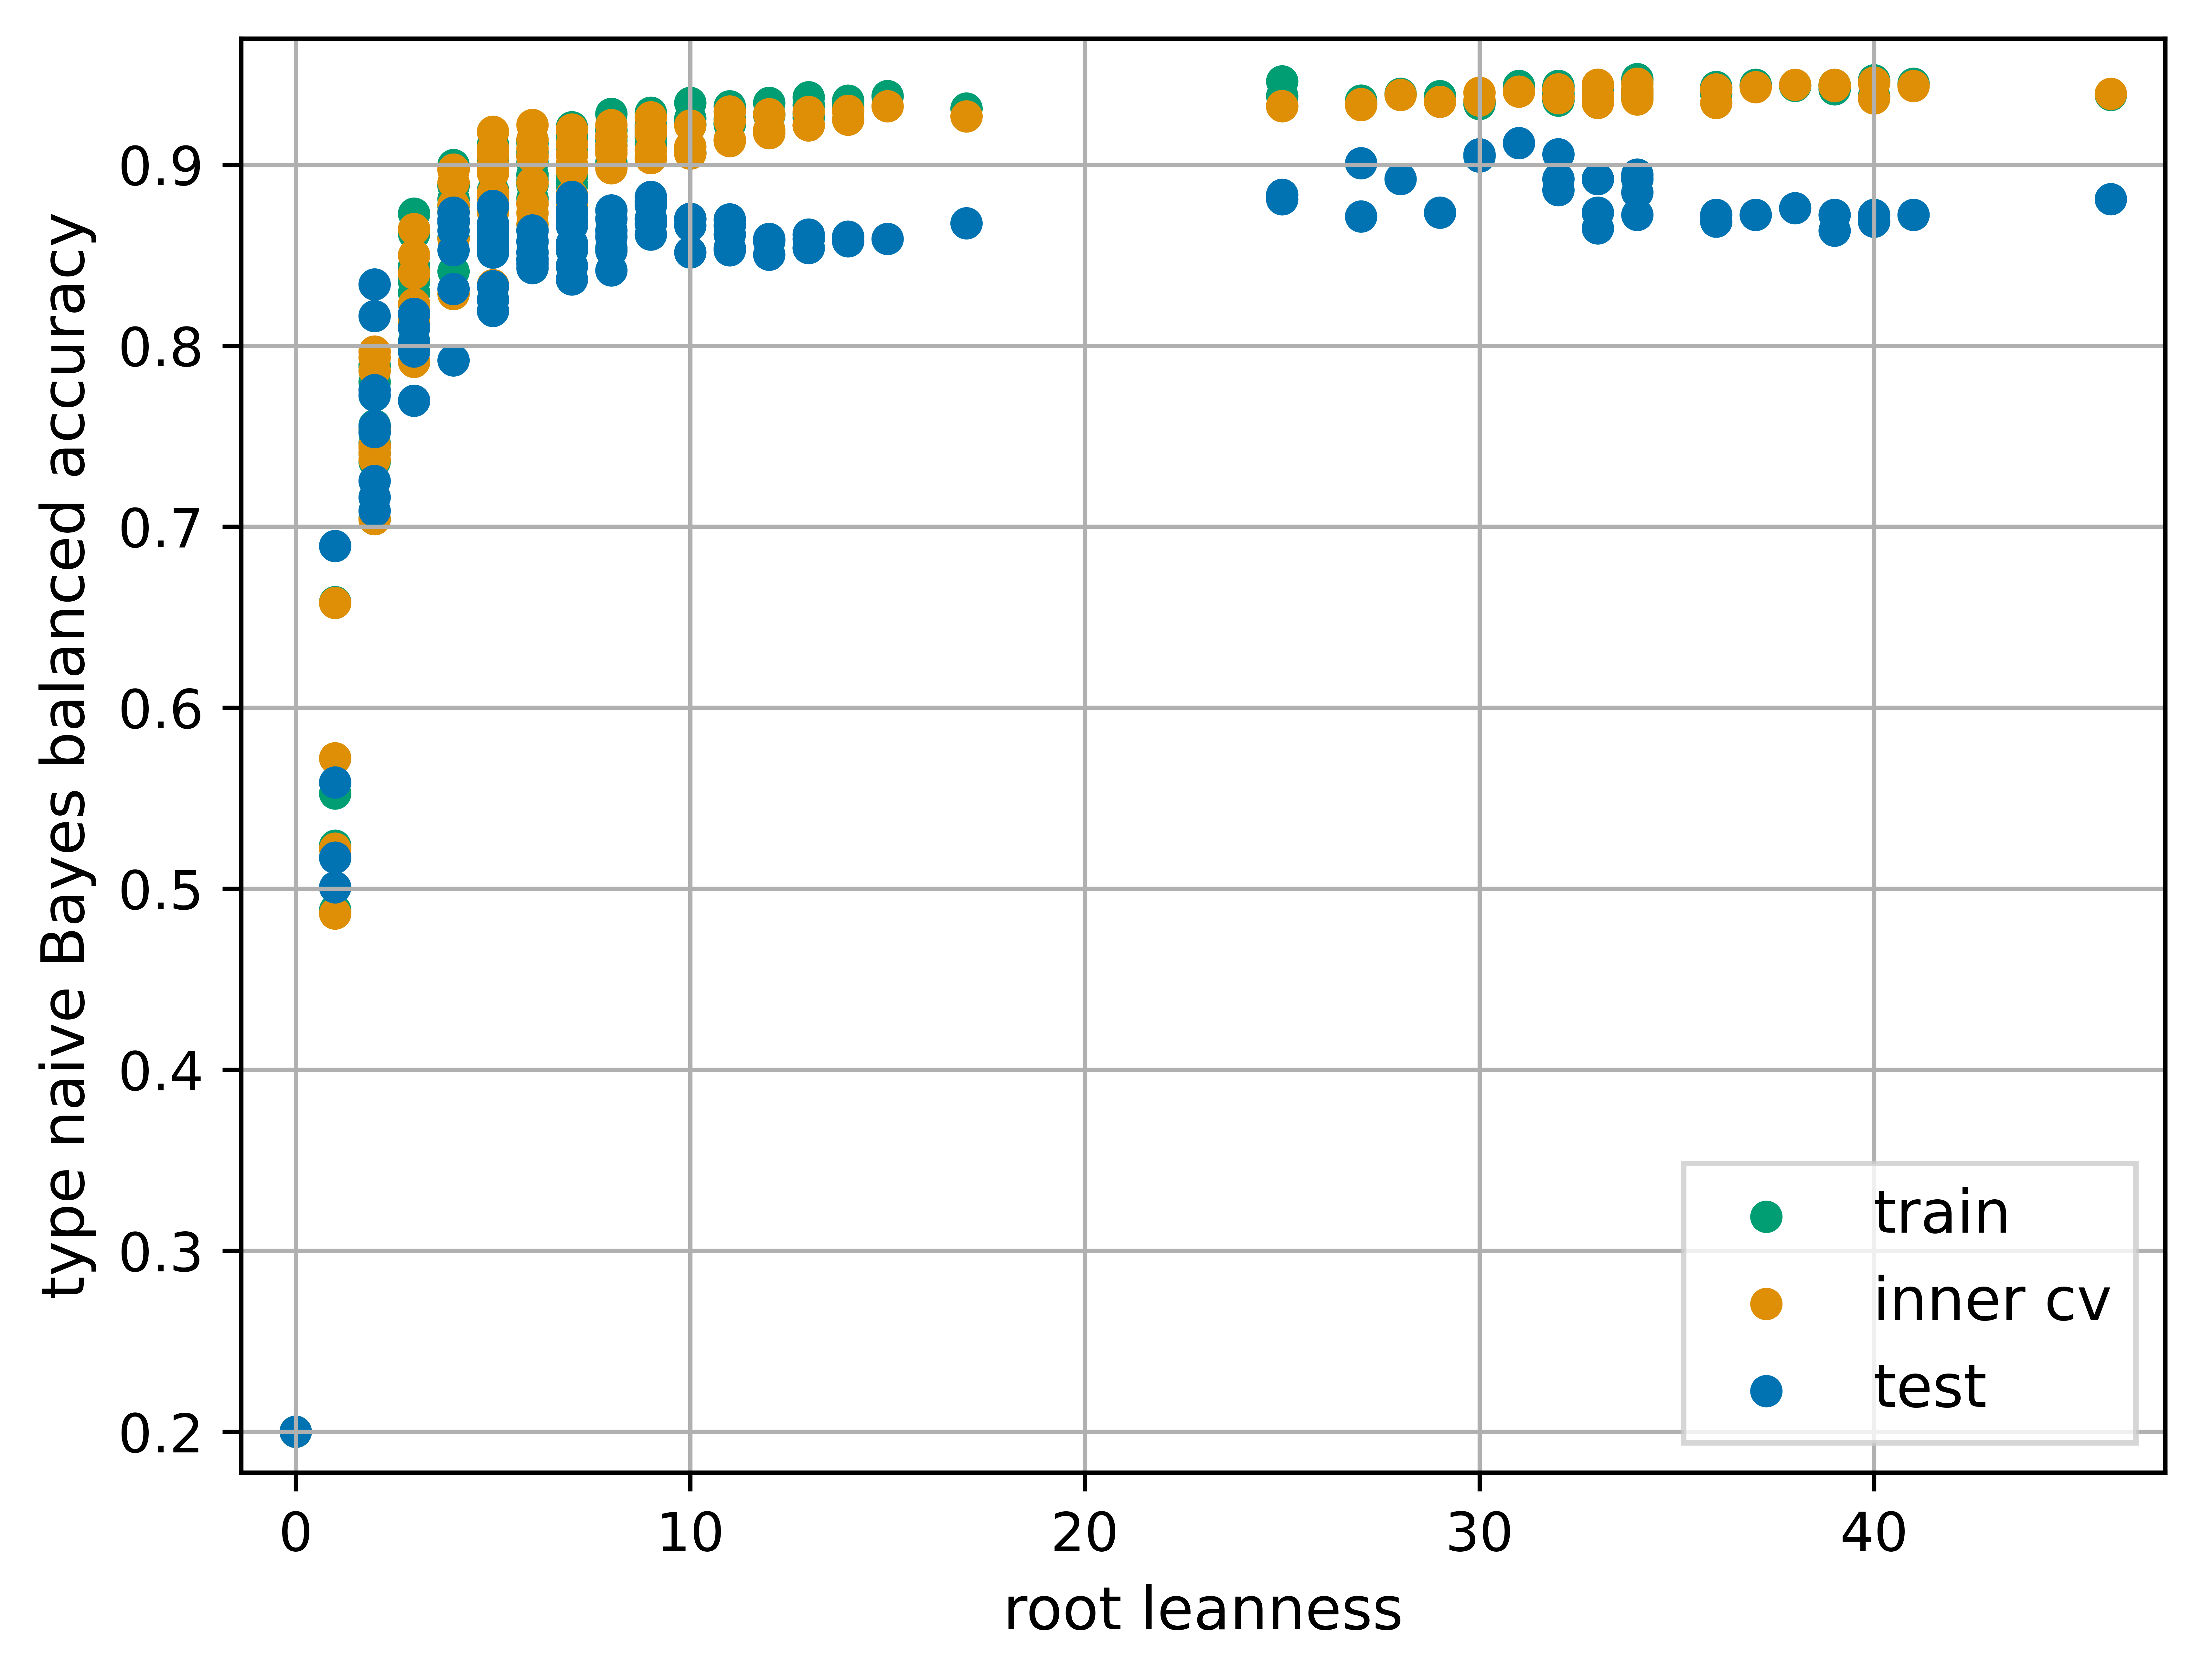 type naive Bayes balanced accuracy
0.9
0.8
0.7
0.6
0.5
0.4
0.3
0.2
0
10
20
30
40
root leanness
train
inner cv
test